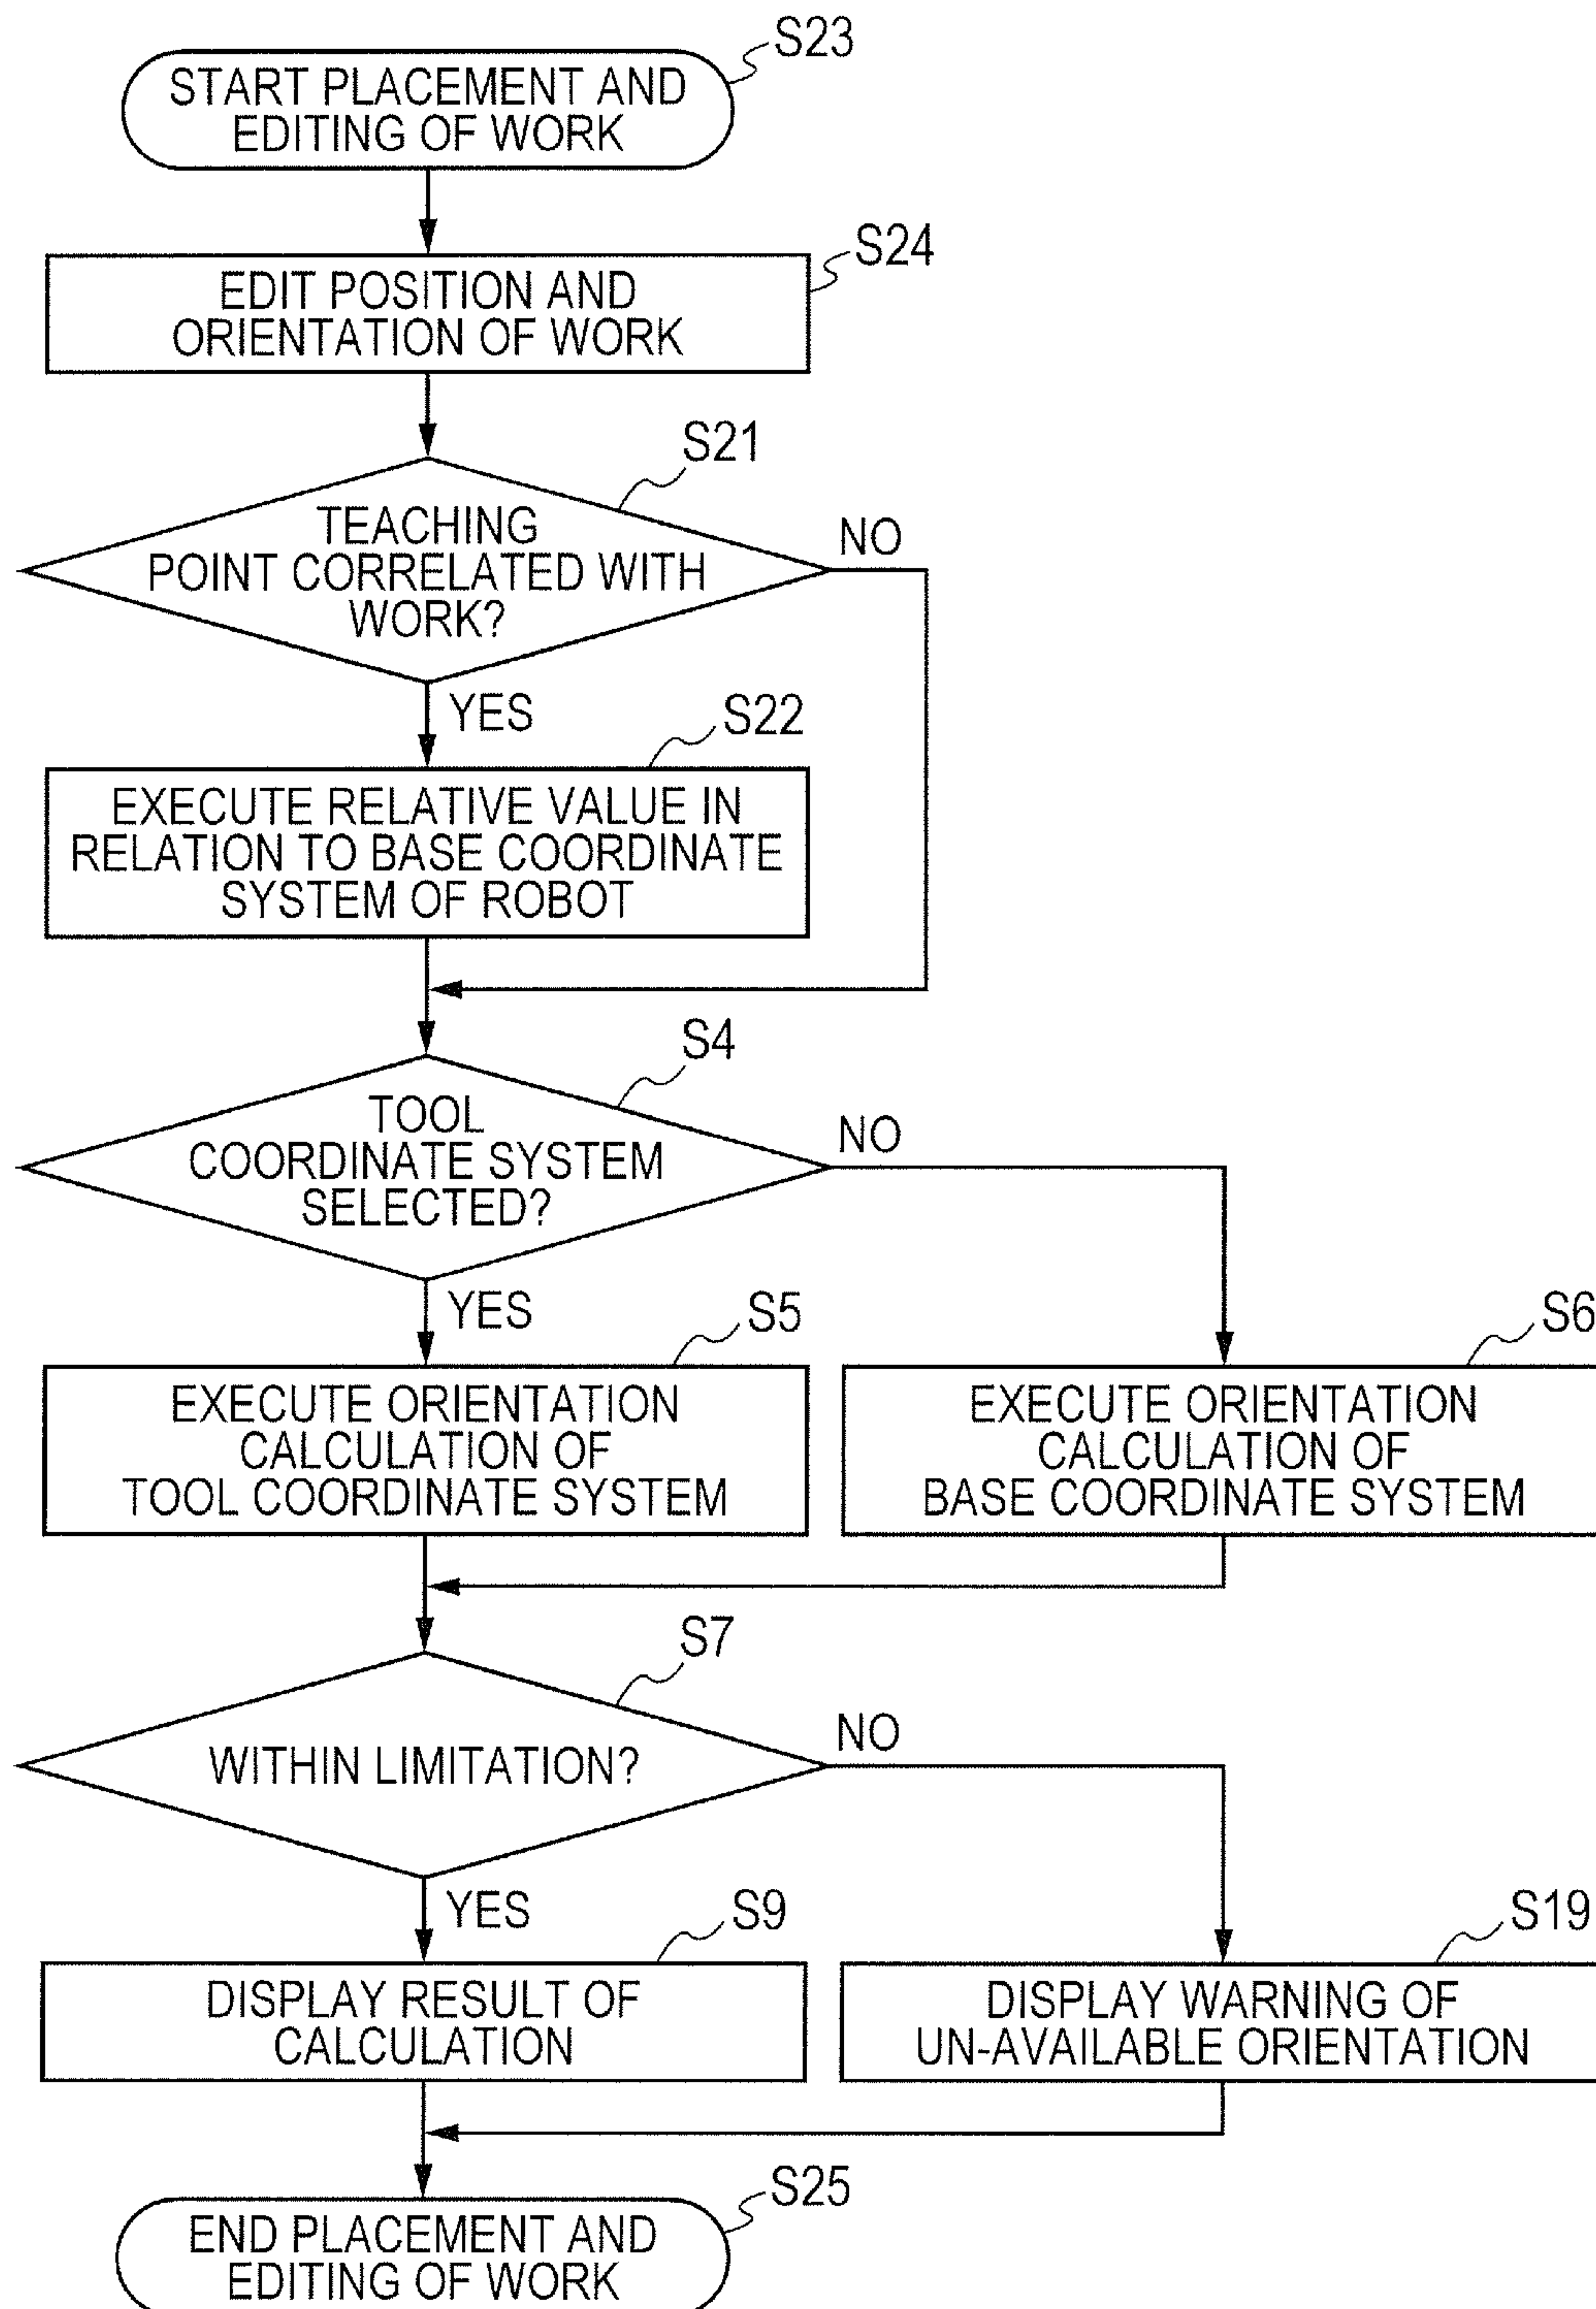 S23
START PLACEMENT AND
EDITING OF WORK
S24
EDIT POSITION AND
ORIENTATION OF WORK
S21
TEACHING
POINT CORRELATED WITH
WORK?
NO
YES
S22
EXECUTE RELATIVE VALUE IN
RELATION TO BASE COORDINATE
SYSTEM OF ROBOT
S4
TOOL
COORDINATE SYSTEM
SELECTED?
NO
YES
S5
EXECUTE ORIENTATION
CALCULATION OF
TOOL COORDINATE SYSTEM
S6
EXECUTE ORIENTATION
CALCULATION OF
BASE COORDINATE SYSTEM
S7
WITHIN LIMITATION?
NO
YES
S9
DISPLAY RESULT OF
CALCULATION
S19
DISPLAY WARNING OF
UN-AVAILABLE ORIENTATION
S25
END PLACEMENT AND
EDITING OF WORK